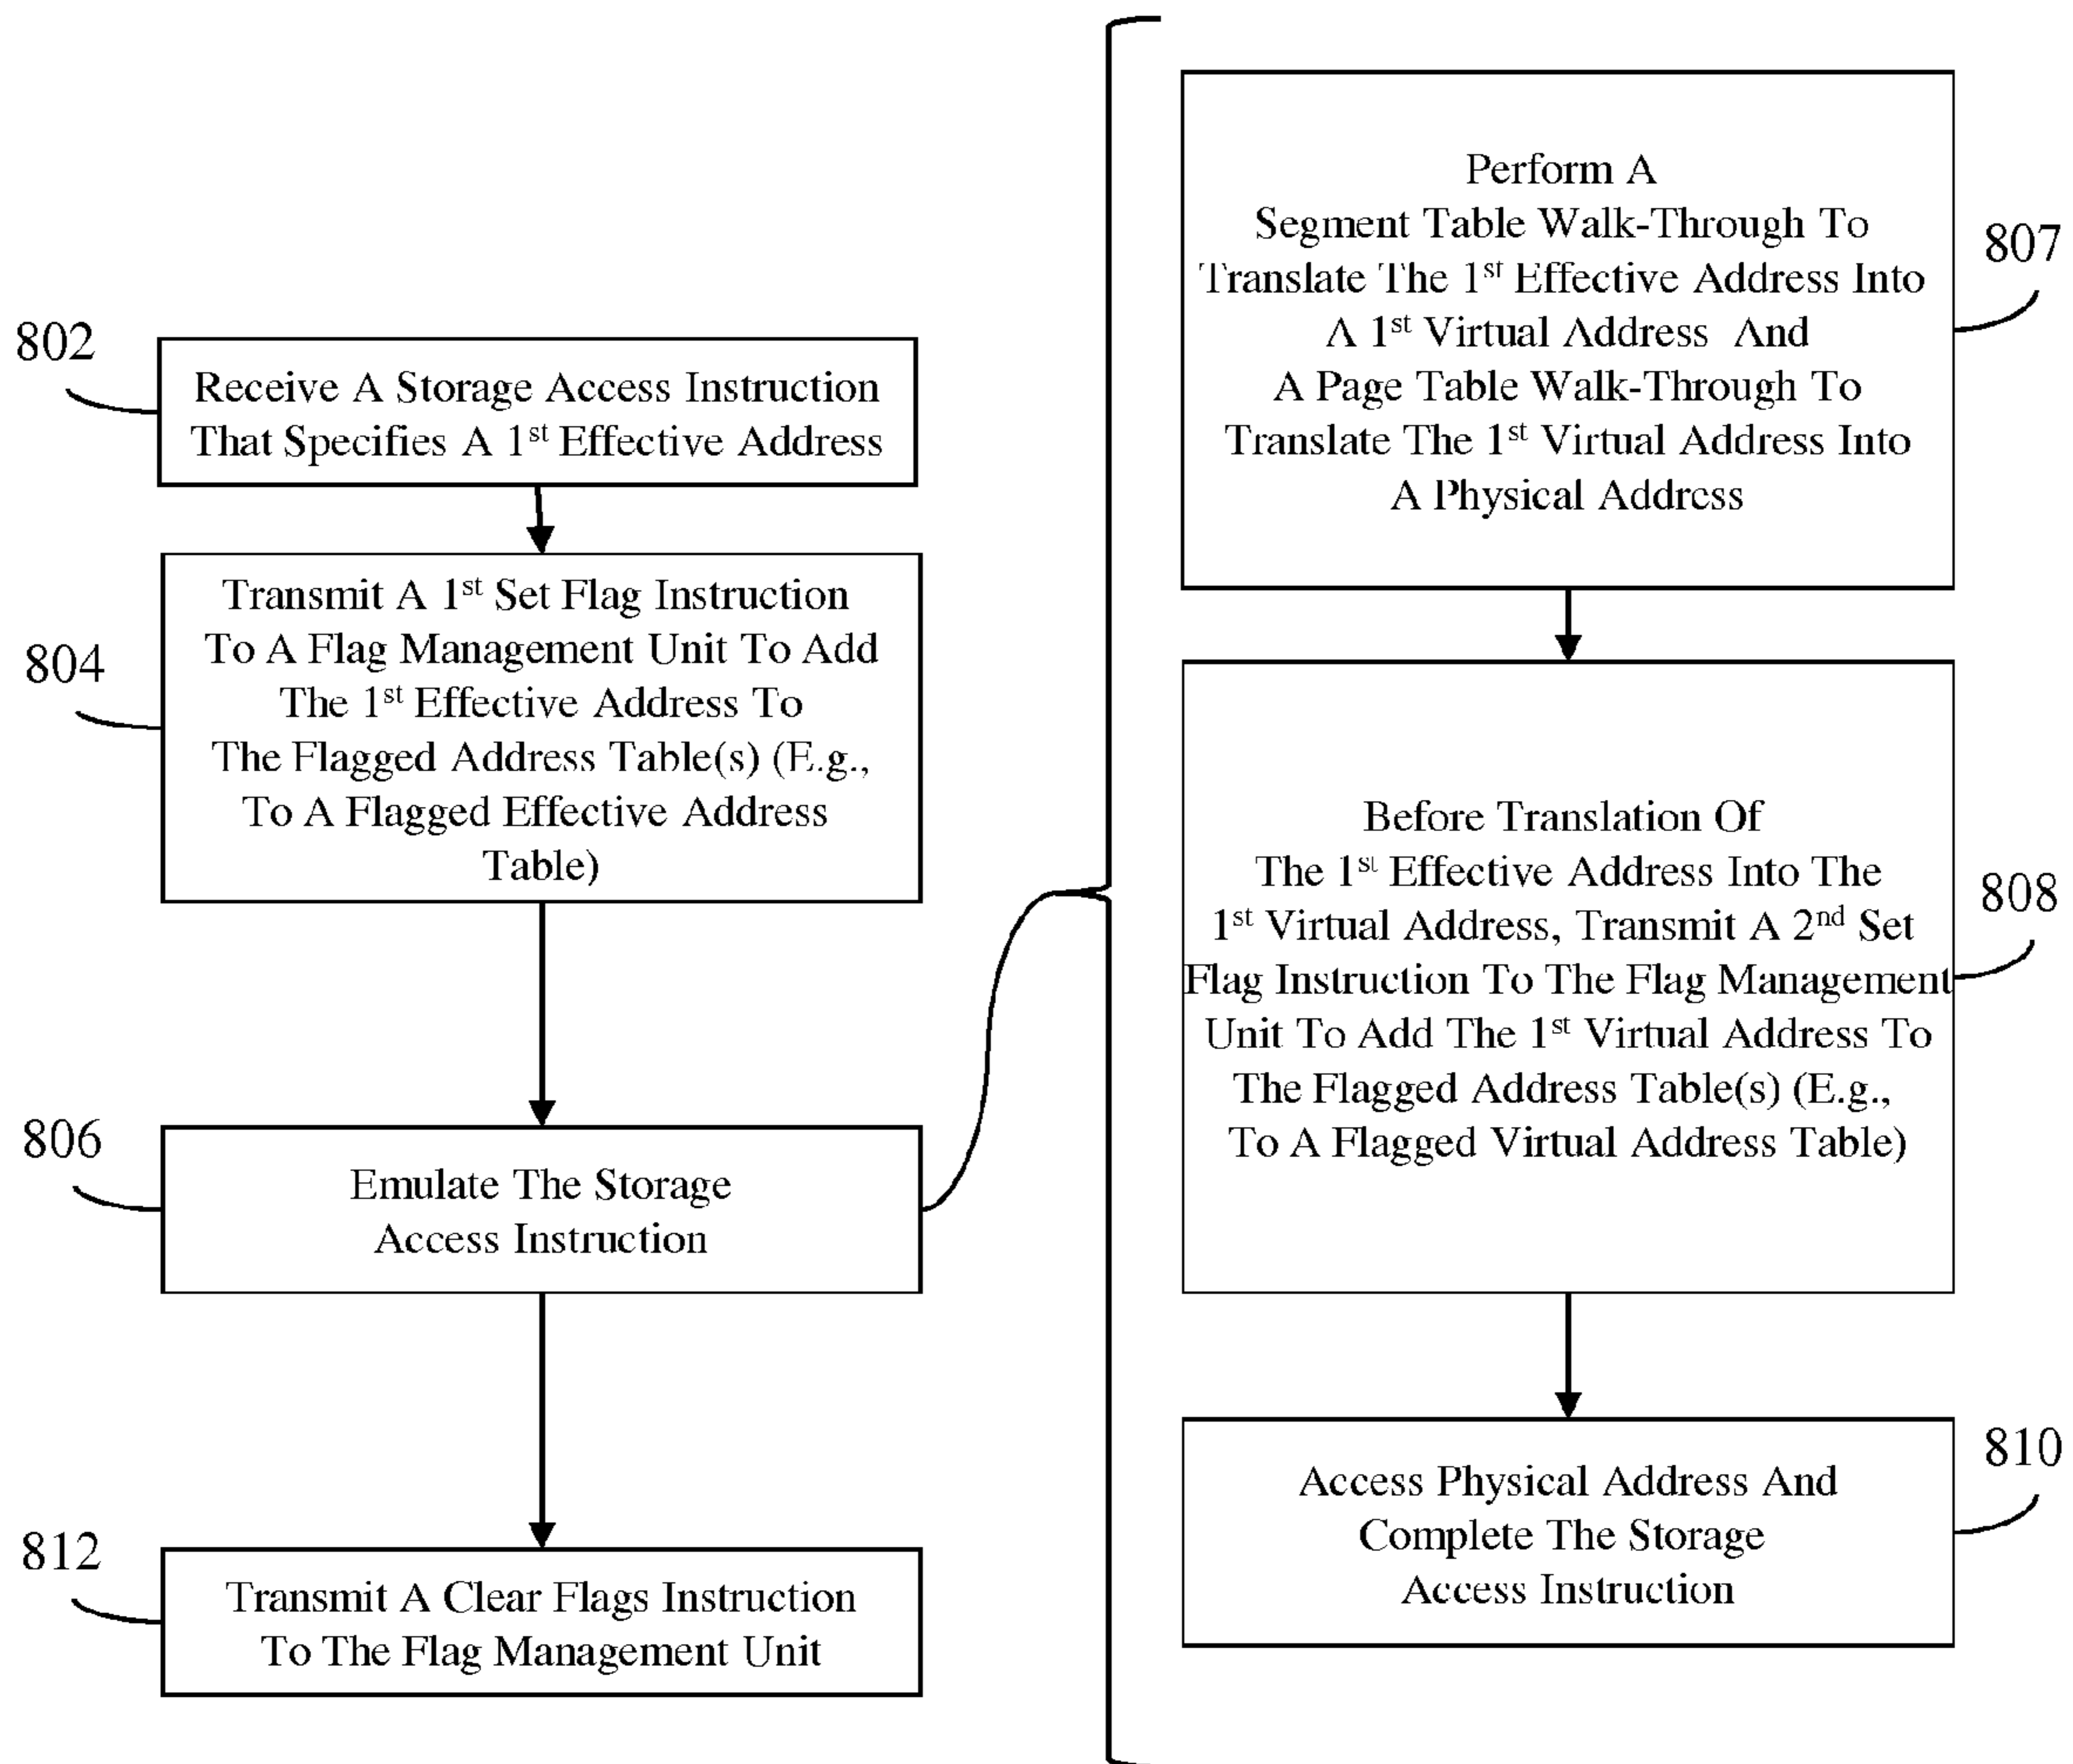 802
Receive A Storage Access Instruction
That Specifies A 1st Effective Address
804
Transmit A 1st Set Flag Instruction
To A Flag Management Unit To Add
The 1st Effective Address To
The Flagged Address Table(s) (E.g.,
To A Flagged Effective Address
Table)
806
Emulate The Storage
Access Instruction
812
Transmit A Clear Flags Instruction
To The Flag Management Unit
807
Perform A
Segment Table Walk-Through To
Translate The 1st Effective Address Into
A 1st Virtual Address And
A Page Table Walk-Through To
Translate The 1st Virtual Address Into
A Physical Address
808
Before Translation Of
The 1st Effective Address Into The
1st Virtual Address, Transmit A 2nd Set
Flag Instruction To The Flag Management
Unit To Add The 1st Virtual Address To
The Flagged Address Table(s) (E.g.,
To A Flagged Virtual Address Table)
810
Access Physical Address And
Complete The Storage
Access Instruction